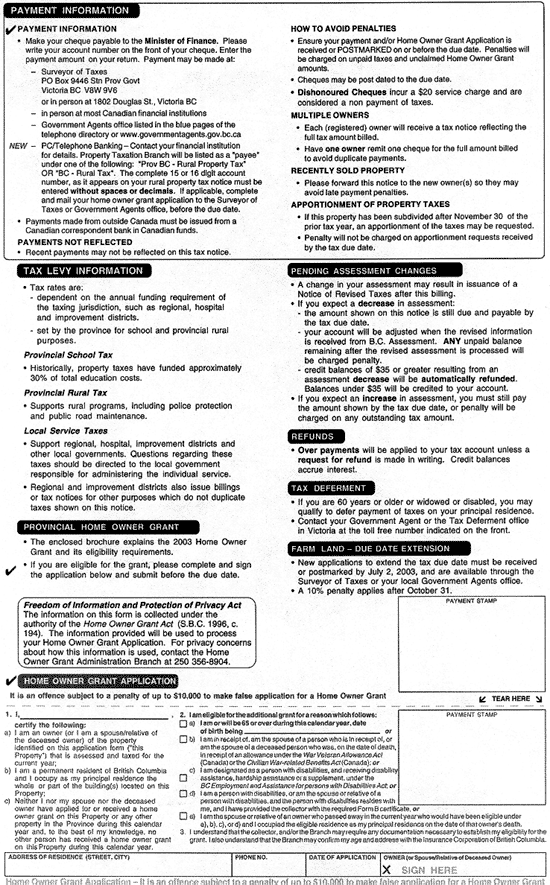 PAYMENT INFORMATION
✓ PAYMENT INFORMATION
• Make your cheque payable to the Minister of Finance. Please
write your account number on the front of your cheque. Enter the
payment amount on your return. Payment may be made at:
– Surveyor of Taxes
PO Box 9446 Stn Prov Govt
Victoria BC V8W 9V6
or in person at 1802 Douglas St., Victoria BC
– in person at most Canadian financial institutions
– Government Agents office listed in the blue pages of the
telephone directory or www.governmentagents.gov.bc.ca
NEW – PC/Telephone Banking – Contact your financial institution
for details. Property Taxation Branch will be listed as a "payee"
under one of the following: "Prov BC - Rural Property Tax"
OR "BC - Rural Tax". The complete 15 or 16 digit account
number, as it appears on your rural property tax notice must be
entered without spaces or decimals. If applicable, complete
and mail your home owner grant application to the Surveyor of
Taxes or Government Agents office, before the due date.
• Payments made from outside Canada must be issued from a
Canadian correspondent bank in Canadian funds.
PAYMENTS NOT REFLECTED
• Recent payments may not be reflected on this tax notice.
HOW TO AVOID PENALTIES
• Ensure your payment and/or Home Owner Grant Application is
received or POSTMARKED on or before the due date. Penalties will
be charged on unpaid taxes and unclaimed Home Owner Grant
amounts.
• Cheques may be post dated to the due date.
• Dishonoured Cheques incur a $20 service charge and are
considered a non payment of taxes.
MULTIPLE OWNERS
• Each (registered) owner will receive a tax notice reflecting the
full tax amount billed.
• Have one owner remit one cheque for the full amount billed
to avoid duplicate payments.
RECENTLY SOLD PROPERTY
• Please forward this notice to the new owner(s) so they may
avoid late payment penalties.
APPORTIONMENT OF PROPERTY TAXES
• If this property has been subdivided after November 30 of the
prior tax year, an apportionment of the taxes may be requested.
• Penalty will not be charged on apportionment requests received
by the tax due date.
TAX LEVY INFORMATION
• Tax rates are:
- dependent on the annual funding requirement of
the taxing jurisdiction, such as regional, hospital
and improvement districts.
- set by the province for school and provincial rural
purposes.
Provincial School Tax
• Historically, property taxes have funded approximately
30% of total education costs.
Provincial Rural Tax
• Supports rural programs, including police protection
and public road maintenance.
Local Service Taxes
• Support regional, hospital, improvement districts and
other local governments. Questions regarding these
taxes should be directed to the local government
responsible for administering the individual service.
• Regional and improvement districts also issue billings
or tax notices for other purposes which do not duplicate
taxes shown on this notice.
PROVINCIAL HOME OWNER GRANT
• The enclosed brochure explains the 2003 Home Owner
Grant and its eligibility requirements.
✓ • If you are eligible for the grant, please complete and sign
the application below and submit before the due date.
Freedom of Information and Protection of Privacy Act
The information on this form is collected under the
authority of the Home Owner Grant Act (S.B.C. 1996, c.
194). The information provided will be used to process
your Home Owner Grant Application. For privacy concerns
about how this information is used, contact the Home
Owner Grant Administration Branch at 250 356-8904.
PENDING ASSESSMENT CHANGES
• A change in your assessment may result in issuance of a
Notice of Revised Taxes after this billing.
• If you expect a decrease in assessment:
- the amount shown on this notice is still due and payable by
the tax due date.
- your account will be adjusted when the revised information
is received from B.C. Assessment. ANY unpaid balance
remaining after the revised assessment is processed will
be charged penalty.
- credit balances of $35 or greater resulting from an
assessment decrease will be automatically refunded.
Balances under $35 will be credited to your account.
• If you expect an increase in assessment, you must still pay
the amount shown by the tax due date, or penalty will be
charged on any outstanding tax amount.
REFUNDS
• Over payments will be applied to your tax account unless a
request for refund is made in writing. Credit balances
accrue interest.
TAX DEFERMENT
• If you are 60 years or older or widowed or disabled, you may
qualify to defer payment of taxes on your principal residence.
• Contact your Government Agent or the Tax Deferment office
in Victoria at the toll free number indicated on the front.
FARM LAND – DUE DATE EXTENSION
• New applications to extend the tax due date must be received
or postmarked by July 2, 2003, and are available through the
Surveyor of Taxes or your local Government Agents office.
• A 10% penalty applies after October 31.
PAYMENT STAMP
✓ HOME OWNER GRANT APPLICATION
It is an offence subject to a penalty of up to $10,000 to make false application for a Home Owner Grant
TEAR HERE
1. I,
certify the following:
a) I am an owner (or I am a spouse/relative of
the deceased owner) of the property
identified on this application form ("this
Property") that is assessed and taxed for the
current year;
b) I am a permanent resident of British Columbia
and I occupy as my principal residence the
whole or part of the building(s) located on this
Property;
c) Neither I nor my spouse nor the deceased
owner have applied for or received a home
owner grant on this Property or any other
property in the Province during this calendar
year and, to the best of my knowledge, no
other person has received a home owner grant
on this Property during this calendar year.
2. I am eligible for the additional grant for a reason which follows:
a) I am or will be 65 or over during this calendar year, date
of birth being or
b) I am in receipt of, am the spouse of a person who is in receipt of, or
am the spouse of a deceased person who was, on the date of death,
in receipt of an allowance under the War Veteran Allowance Act
(Canada) or the Civilian War-related Benefits Act (Canada); or
c) I am designated as a person with disabilities, and receiving disability
assistance, hardship assistance or a supplement, under the
BC Employment and Assistance for Persons with Disabilities Act; or
d) I am a person with disabilities, or am the spouse or relative of a
person with disabilities, and the person with disabilities resides with
me, and I have provided the collector with the required Form B certificate, or
e) I am the spouse or relative of an owner who passed away in the current year who would have been eligible under
a), b), c), or d) and I occupied the eligible residence as my principal residence on the date of that owner's death.
3. I understand that the collector, and/or the Branch may require any documentation necessary to establish my eligibility for the
grant. I also understand that the Branch may confirm my age and address with the Insurance Corporation of British Columbia.
PAYMENT STAMP
ADDRESS OF RESIDENCE (STREET, CITY)
PHONE NO.
DATE OF APPLICATION
OWNER (or Spouse/Relative of Deceased Owner)
X SIGN HERE
Home Owner Grant Application – It is an offence subject to a penalty of up to $10,000 to make false application for a Home Owner Grant